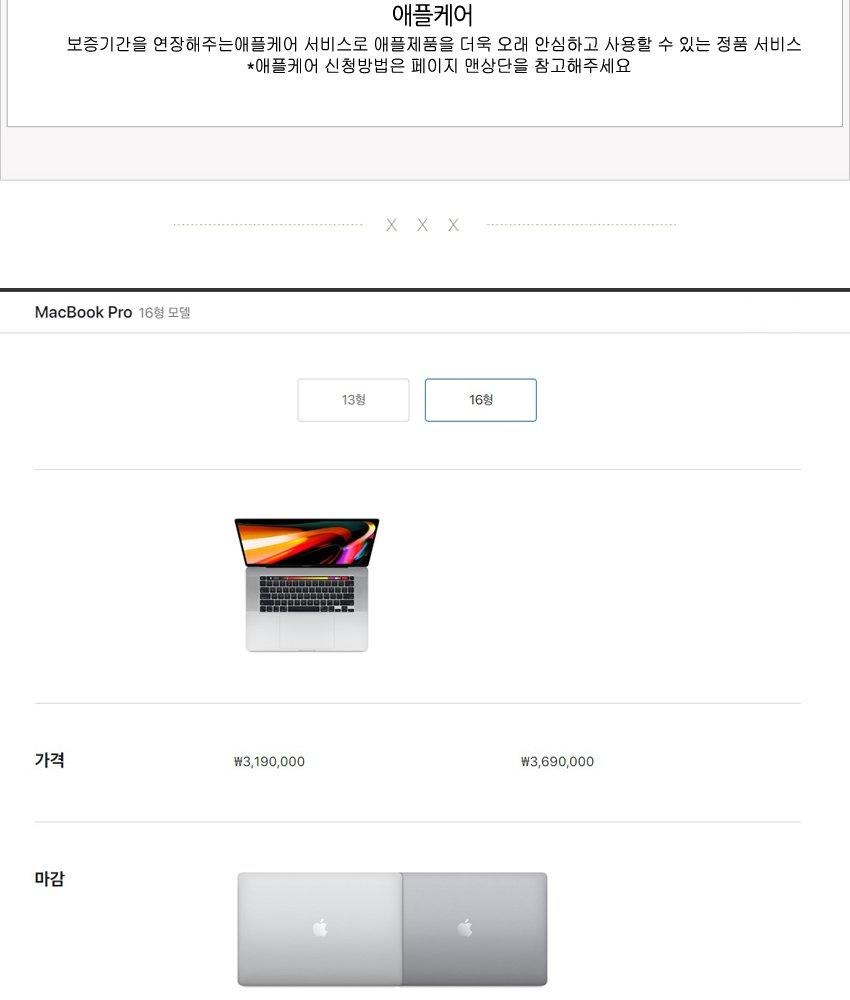 애플케어
보증기간을 연장해주는애플케어 서비스로 애플제품을 더욱 오래 안심하고 사용할 수 있는 정품 서비스
*애플케어 신청방법은 페이지 맨상단을 참고해주세요
X X X
MacBook Pro 16형 모델
13형 16형
가격 ₩3,190,000 ₩3,690,000
마감